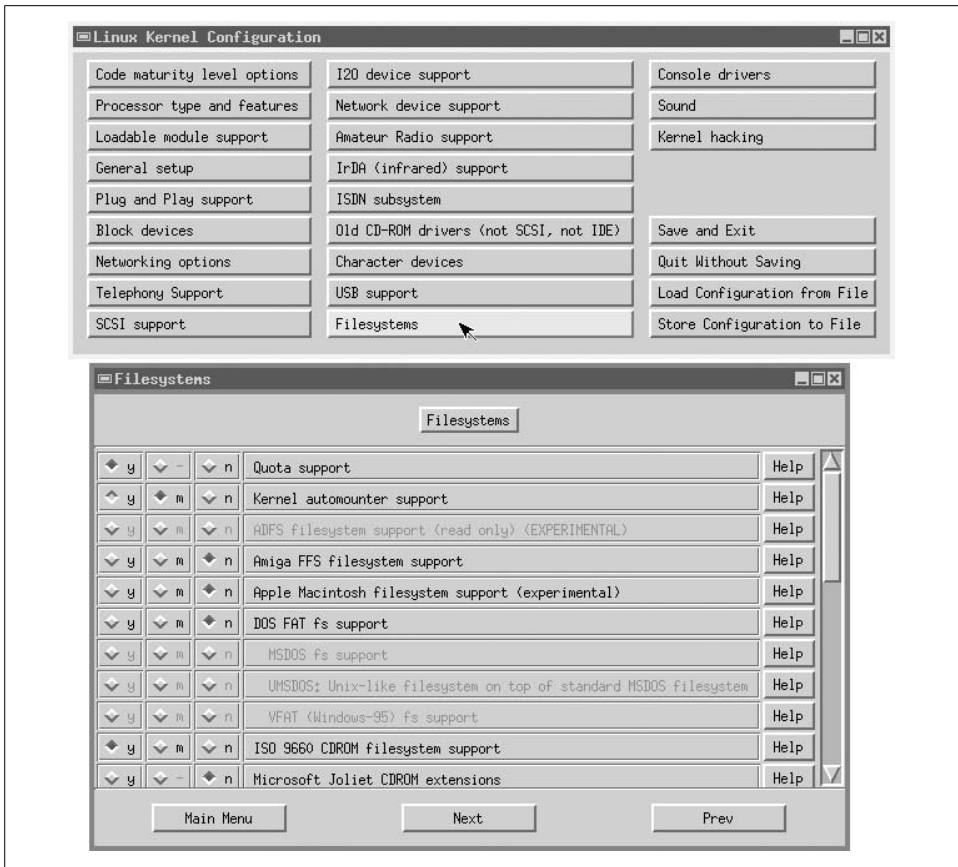 Linux Kernel Configuration
Code maturity level options
Processor type and features
Loadable module support
General setup
Plug and Play support
Block devices
Networking options
Telephony Support
SCSI support
I2O device support
Network device support
Amateur Radio support
IrDA (infrared) support
ISDN subsystem
Old CD-ROM drivers (not SCSI, not IDE)
Character devices
USB support
Filesystems
Console drivers
Sound
Kernel hacking
Save and Exit
Quit Without Saving
Load Configuration from File
Store Configuration to File
Filesystems
Filesystems
y - n Quota support Help
y m n Kernel automounter support Help
y m n ADFS filesystem support (read only) (EXPERIMENTAL) Help
y m n Amiga FFS filesystem support Help
y m n Apple Macintosh filesystem support (experimental) Help
y m n DOS FAT fs support Help
y m n MSDOS fs support Help
y m n UMSDOS: Unix-like filesystem on top of standard MSDOS filesystem Help
y m n VFAT (Windows-95) fs support Help
y m n ISO 9660 CDROM filesystem support Help
y - n Microsoft Joliet CDROM extensions Help
Main Menu Next Prev